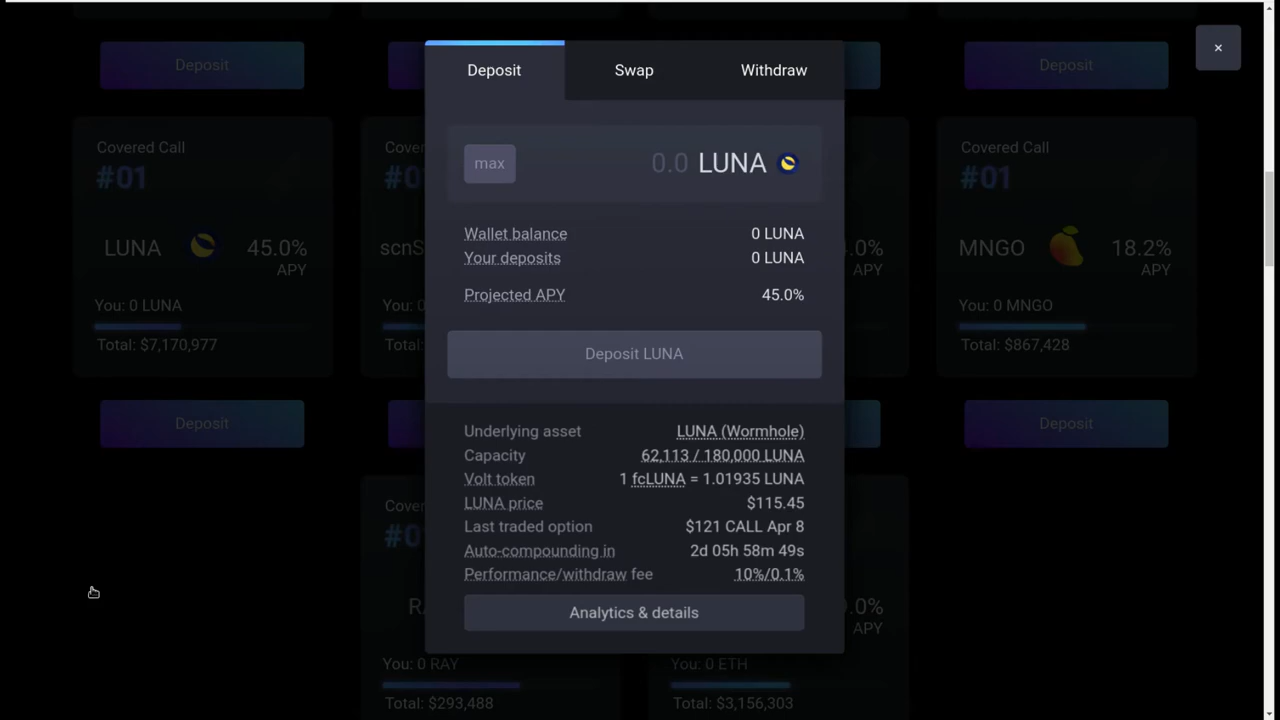 Deposit
Deposit
Deposit Swap Withdraw
×
max 0.0 LUNA
Wallet balance 0 LUNA
Your deposits 0 LUNA
Projected APY 45.0%
Deposit LUNA
Underlying asset LUNA (Wormhole)
Capacity 62,113 / 180,000 LUNA
Volt token 1 fcLUNA = 1.01935 LUNA
LUNA price $115.45
Last traded option $121 CALL Apr 8
Auto-compounding in 2d 05h 58m 49s
Performance/withdraw fee 10%/0.1%
Analytics & details
Covered Call
#01
LUNA 45.0%
APY
You: 0 LUNA
Total: $7,170,977
Deposit
Covered Call
#01
MNGO 18.2%
APY
You: 0 MNGO
Total: $867,428
Deposit
APY
APY
You: 0 RAY
Total: $293,488
You: 0 ETH
Total: $3,156,303